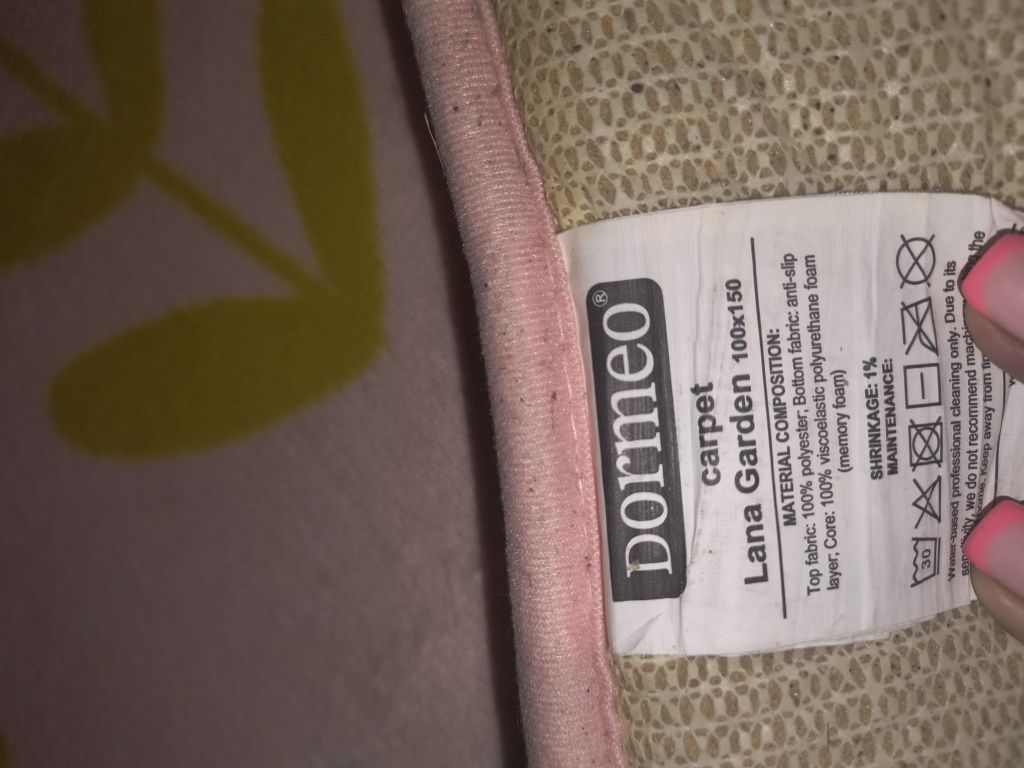 Dormeo®
carpet
Lana Garden 100x150
MATERIAL COMPOSITION:
Top fabric: 100% polyester; Bottom fabric: anti-slip
layer; Core: 100% viscoelastic polyurethane foam
(memory foam)
SHRINKAGE: 1%
MAINTENANCE:
30
Water-based professional cleaning only. Due to its
we do not recommend the
Keep away from